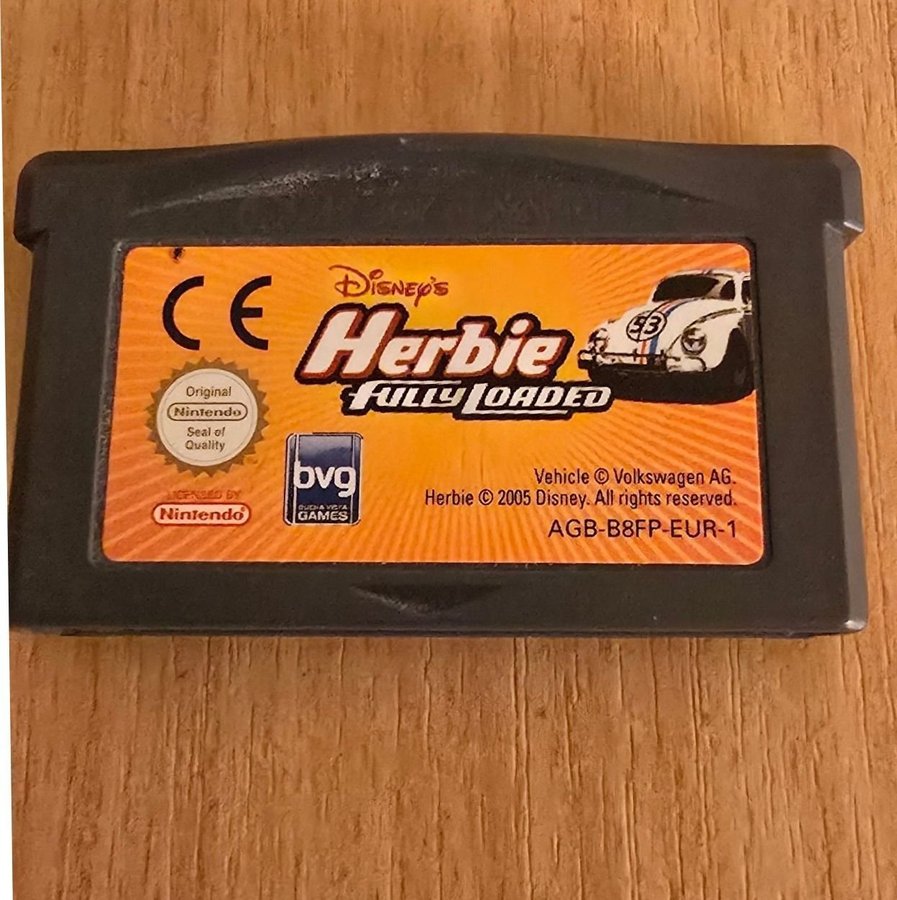 CE
Disney's
Herbie
Fully Loaded
53
Original
Nintendo
Seal of
Quality
LICENSED BY
Nintendo
bvg
BUENA VISTA
GAMES
Vehicle © Volkswagen AG.
Herbie © 2005 Disney. All rights reserved.
AGB-B8FP-EUR-1